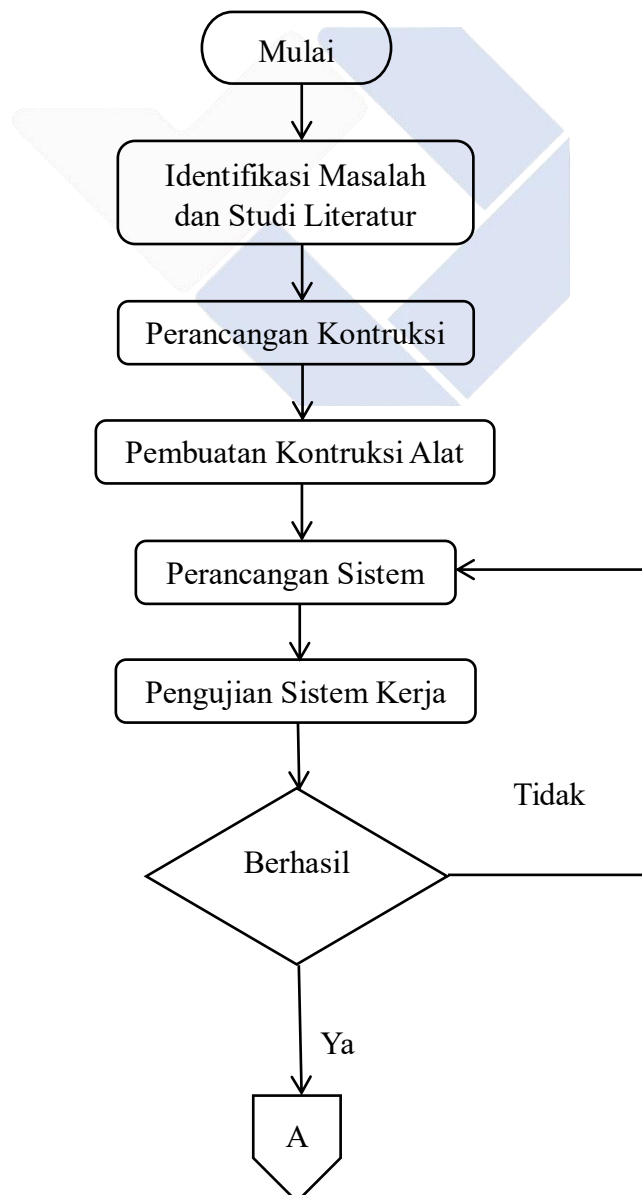 Mulai
Identifikasi Masalah
dan Studi Literatur
Perancangan Kontruksi
Pembuatan Kontruksi Alat
Perancangan Sistem
Pengujian Sistem Kerja
Tidak
Berhasil
Ya
A